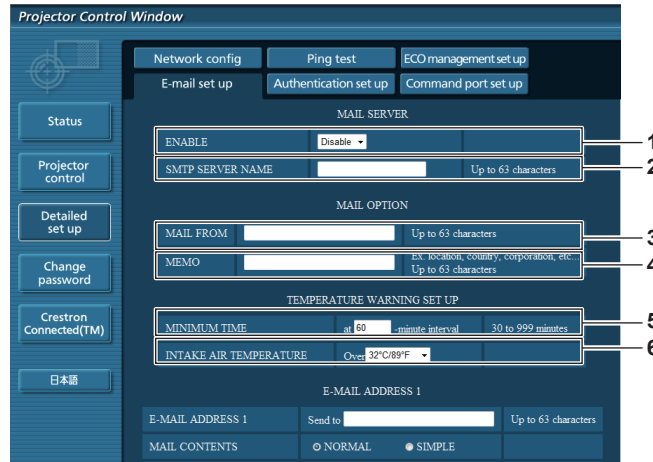 Projector Control Window
Network config Ping test ECO management set up
E-mail set up Authentication set up Command port set up
Status
Projector control
Detailed set up
Change password
Crestron Connected(TM)
日本語
MAIL SERVER
ENABLE Disable 1
SMTP SERVER NAME Up to 63 characters 2
MAIL OPTION
MAIL FROM Up to 63 characters 3
MEMO Ex. location, country, corporation, etc... Up to 63 characters 4
TEMPERATURE WARNING SET UP
MINIMUM TIME at 60 -minute interval 30 to 999 minutes 5
INTAKE AIR TEMPERATURE Over 32°C/89°F 6
E-MAIL ADDRESS 1
E-MAIL ADDRESS 1 Send to Up to 63 characters
MAIL CONTENTS NORMAL SIMPLE